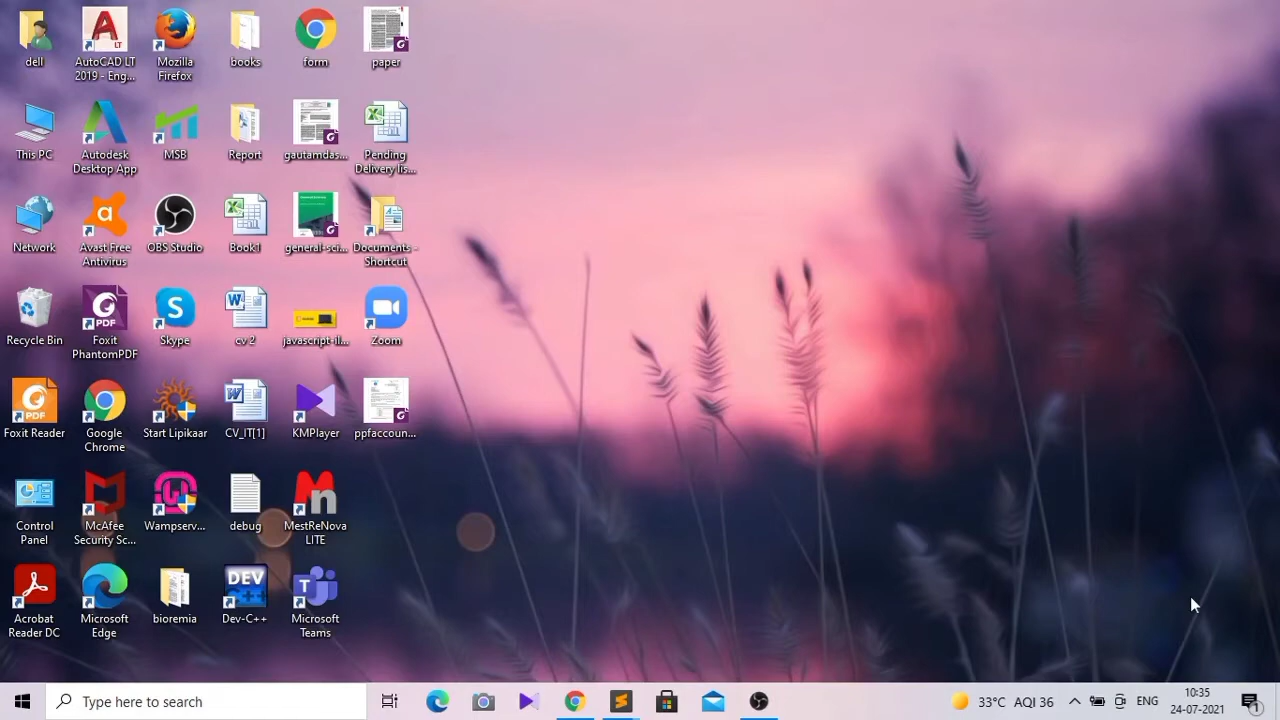 dell
AutoCAD LT
2019 - Eng...
Mozilla
Firefox
books
form
paper
This PC
Autodesk
Desktop App
MSB
Report
gautamdas...
Pending
Delivery lis...
Network
Avast Free
Antivirus
OBS Studio
Book1
general-sci...
Documents -
Shortcut
Recycle Bin
Foxit
PhantomPDF
Skype
cv 2
javascript-il...
Zoom
Foxit Reader
Google
Chrome
Start Lipikaar
CV_IT[1]
KMPlayer
ppfaccoun...
Control
Panel
McAfee
Security Sc...
Wampserv...
debug
MestReNova
LITE
Acrobat
Reader DC
Microsoft
Edge
bioremia
DEV
Dev-C++
Microsoft
Teams
Type here to search
33°C AQI 36
ENG
10:35
24-07-2021
1